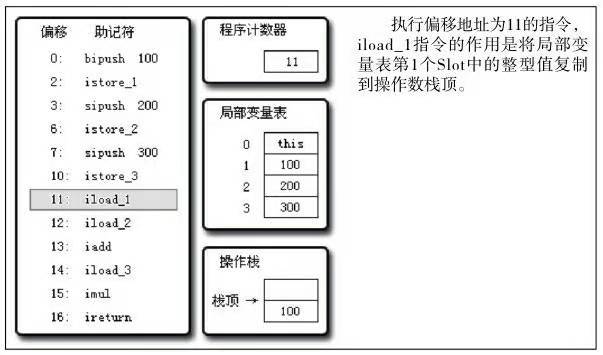 偏移 助记符
0: bipush 100
2: istore_1
3: sipush 200
6: istore_2
7: sipush 300
10: istore_3
11: iload_1
12: iload_2
13: iadd
14: iload_3
15: imul
16: ireturn
程序计数器
11
局部变量表
0 this
1 100
2 200
3 300
操作栈
栈顶 →
100
执行偏移地址为11的指令，
iload_1指令的作用是将局部变
量表第1个Slot中的整型值复制
到操作数栈顶。